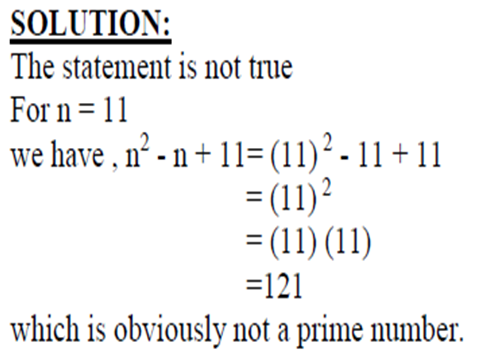 SOLUTION:
The statement is not true
For n = 11
we have , n² - n + 11= (11)² - 11 + 11
= (11)²
= (11) (11)
=121
which is obviously not a prime number.